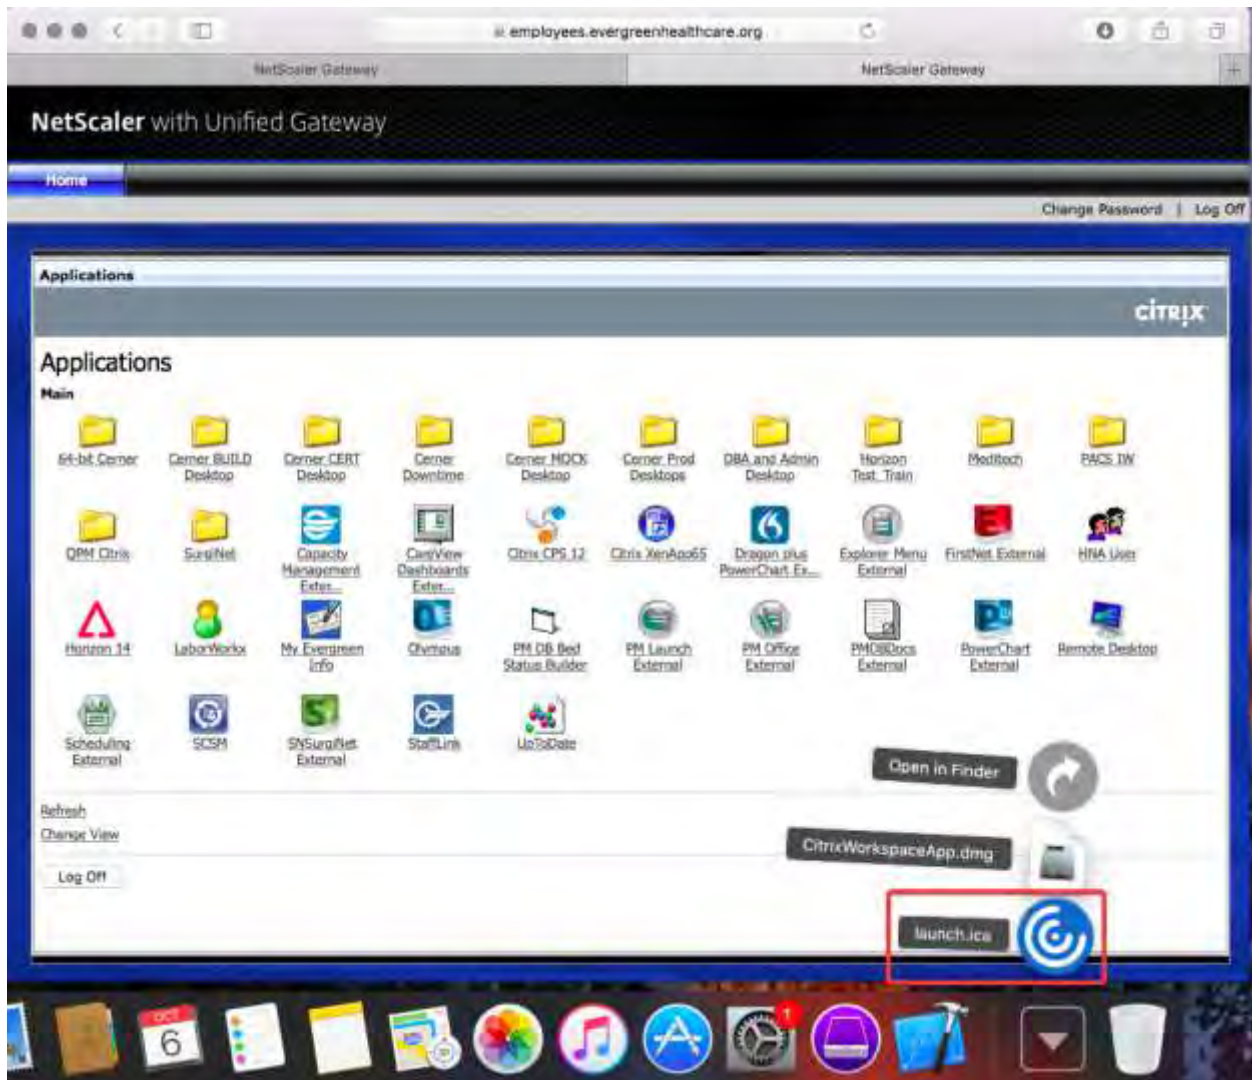 employees.evergreenhealthcare.org
NetScaler Gateway
NetScaler Gateway
+
NetScaler with Unified Gateway
Home
Change Password | Log Off
Applications
CİTRIX
Applications
Main
64-bit Cerner
Cerner BUILD Desktop
Cerner CERT Desktop
Cerner Downtime
Cerner MOCK Desktop
Cerner Prod Desktops
DBA and Admin Desktop
Horizon Test_Train
Meditech
PACS IW
QPM Citrix
SurgiNet
Capacity Management Exter...
CareView Dashboards Exter...
Citrix CPS 12
Citrix XenApp65
Dragon plus PowerChart Ex...
Explorer Menu External
FirstNet External
HNA User
Horizon 14
LaborWorkx
My Evergreen Info
Olympus
PM DB Bed Status Builder
PM Launch External
PM Office External
PMDBDocs External
PowerChart External
Remote Desktop
Scheduling External
SCSM
SNSurgiNet External
StaffLink
UpToDate
Open in Finder
Refresh
Change View
CitrixWorkspaceApp.dmg
Log Off
launch.ica
OCT
6
1